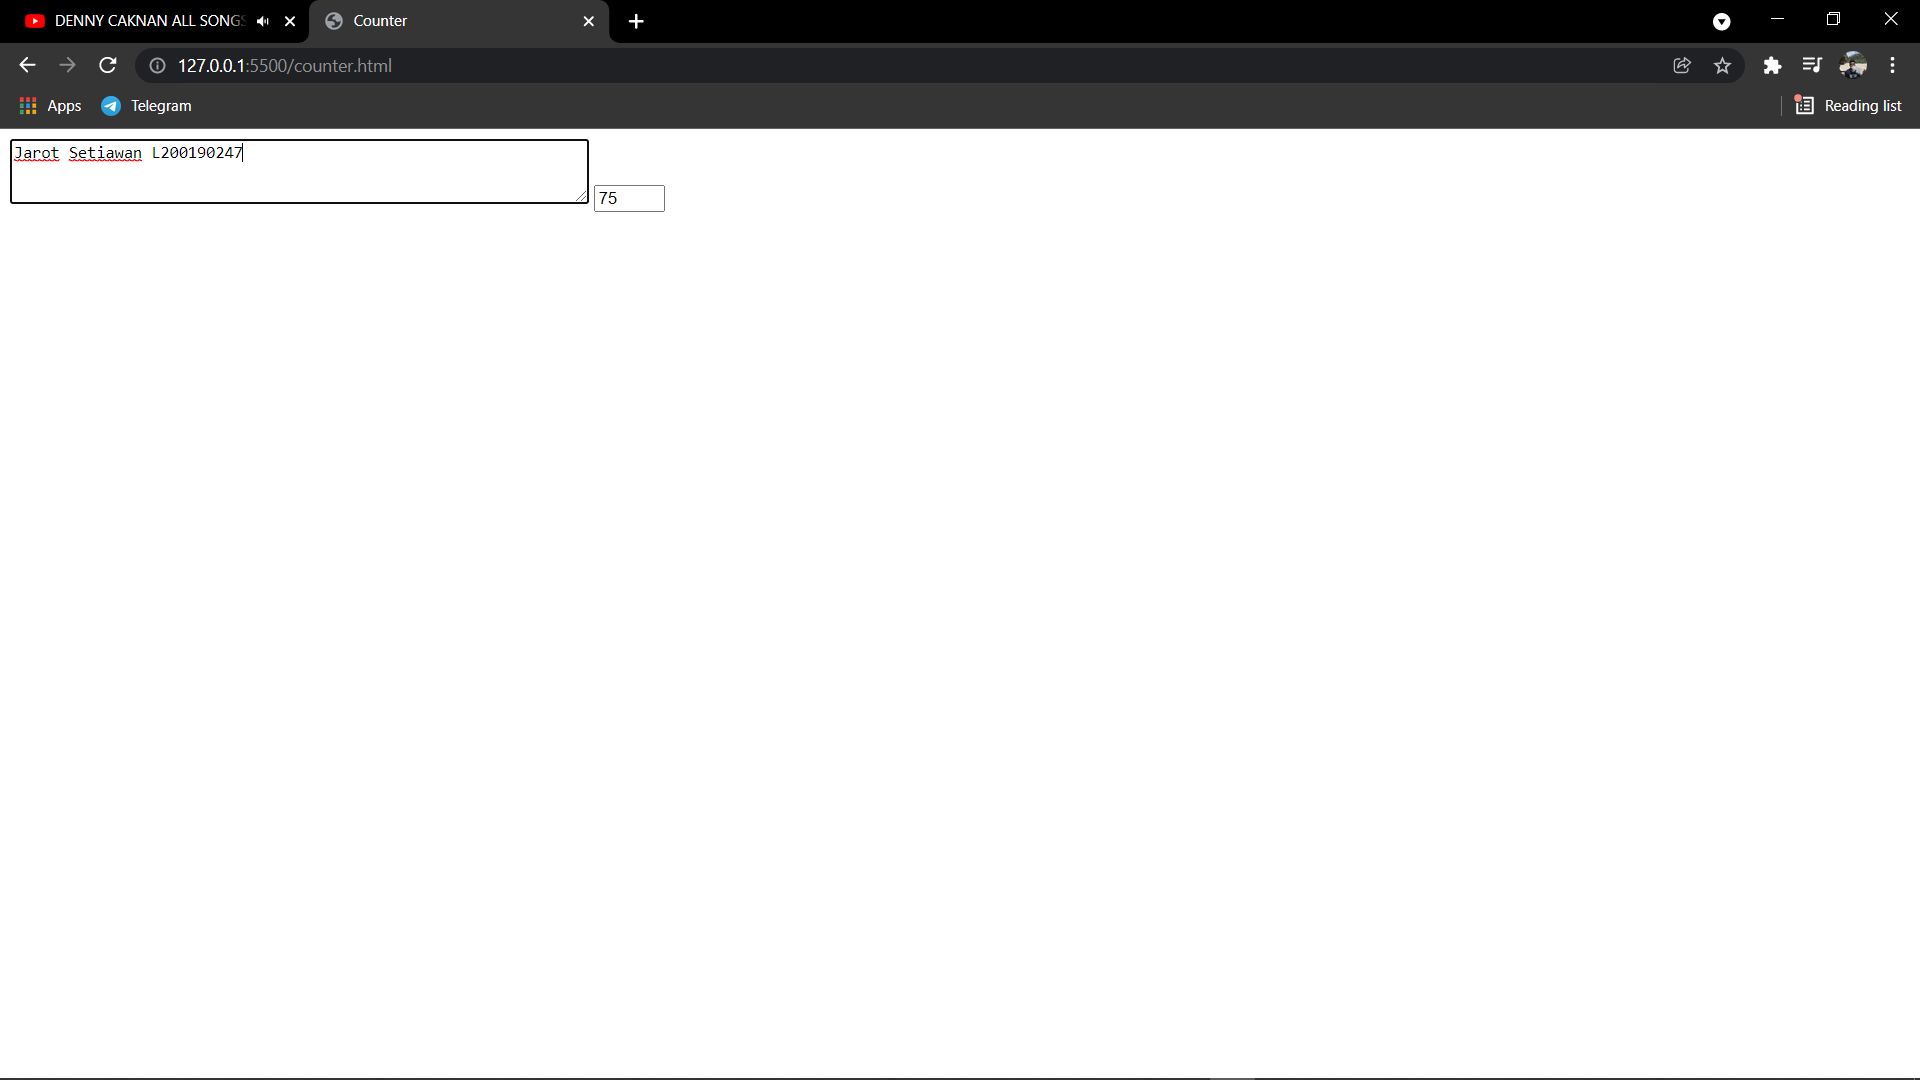 DENNY CAKNAN ALL SONGS
Counter
127.0.0.1:5500/counter.html
Apps
Telegram
Reading list
Jarot Setiawan L200190247
75